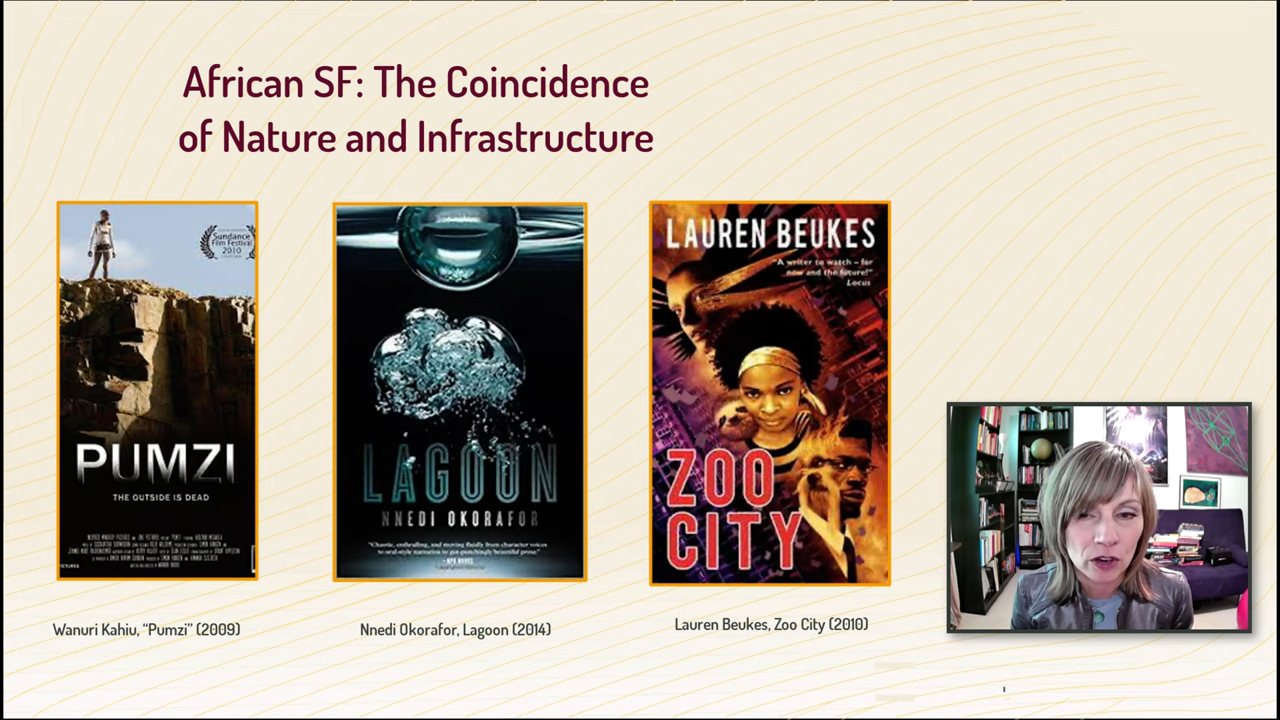 African SF: The Coincidence
of Nature and Infrastructure
Sundance
Film Festival
2010
PUMZI
THE OUTSIDE IS DEAD
Wanuri Kahiu, “Pumzi” (2009)
LAGOON
NNEDI OKORAFOR
"Chaotic, enthralling, and moving fluidly from character voices
to oral-style narration to gut-punchingly beautiful prose"
Nnedi Okorafor, Lagoon (2014)
LAUREN BEUKES
"A writer to watch – for
now and the future!"
Locus
ZOO
CITY
Lauren Beukes, Zoo City (2010)